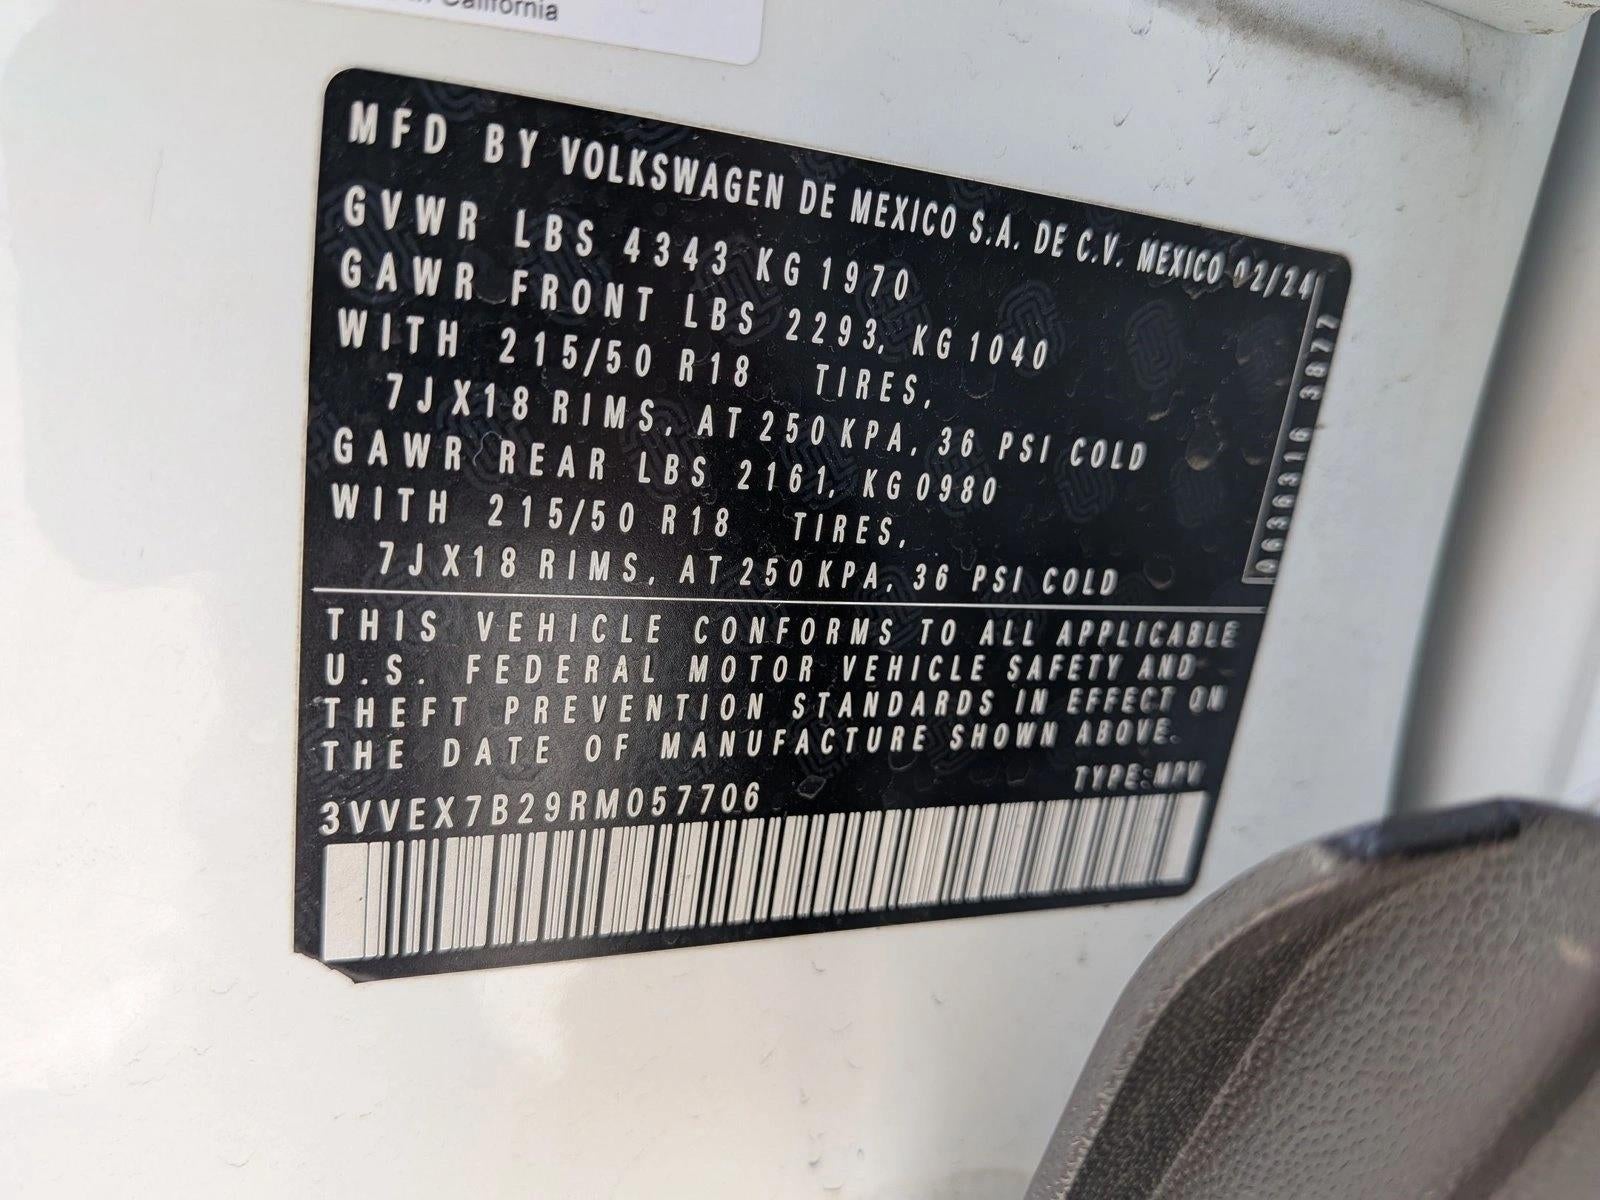 California
MFD BY VOLKSWAGEN DE MEXICO S.A. DE C.V. MEXICO 02/24
GVWR LBS 4343 KG 1970
GAWR FRONT LBS 2293, KG 1040
WITH 215/50 R18 TIRES,
7JX18 RIMS, AT 250 KPA, 36 PSI COLD
GAWR REAR LBS 2161, KG 0980
WITH 215/50 R18 TIRES,
7JX18 RIMS, AT 250 KPA, 36 PSI COLD
0636316 3877
THIS VEHICLE CONFORMS TO ALL APPLICABLE
U.S. FEDERAL MOTOR VEHICLE SAFETY AND
THEFT PREVENTION STANDARDS IN EFFECT ON
THE DATE OF MANUFACTURE SHOWN ABOVE.
TYPE:MPV
3VVEX7B29RM057706